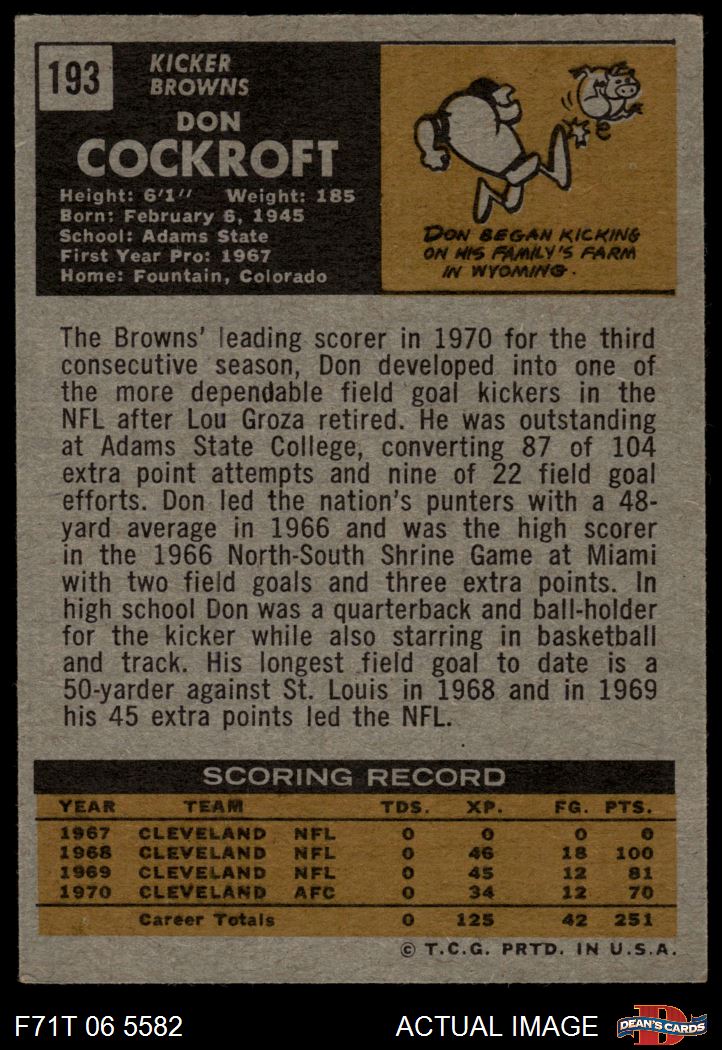 193
KICKER
BROWNS
DON
COCKROFT
Height: 6'1" Weight: 185
Born: February 6, 1945
School: Adams State
First Year Pro: 1967
Home: Fountain, Colorado
DON BEGAN KICKING
ON HIS FAMILY'S FARM
IN WYOMING.
The Browns' leading scorer in 1970 for the third
consecutive season, Don developed into one of
the more dependable field goal kickers in the
NFL after Lou Groza retired. He was outstanding
at Adams State College, converting 87 of 104
extra point attempts and nine of 22 field goal
efforts. Don led the nation's punters with a 48-
yard average in 1966 and was the high scorer
in the 1966 North-South Shrine Game at Miami
with two field goals and three extra points. In
high school Don was a quarterback and ball-holder
for the kicker while also starring in basketball
and track. His longest field goal to date is a
50-yarder against St. Louis in 1968 and in 1969
his 45 extra points led the NFL.
SCORING RECORD
YEAR TEAM TDS. XP. FG. PTS.
1967 CLEVELAND NFL 0 0 0 0
1968 CLEVELAND NFL 0 46 18 100
1969 CLEVELAND NFL 0 45 12 81
1970 CLEVELAND AFC 0 34 12 70
Career Totals 0 125 42 251
© T.C.G. PRTD. IN U.S.A.
F71T 06 5582 ACTUAL IMAGE D DEAN'S CARDS